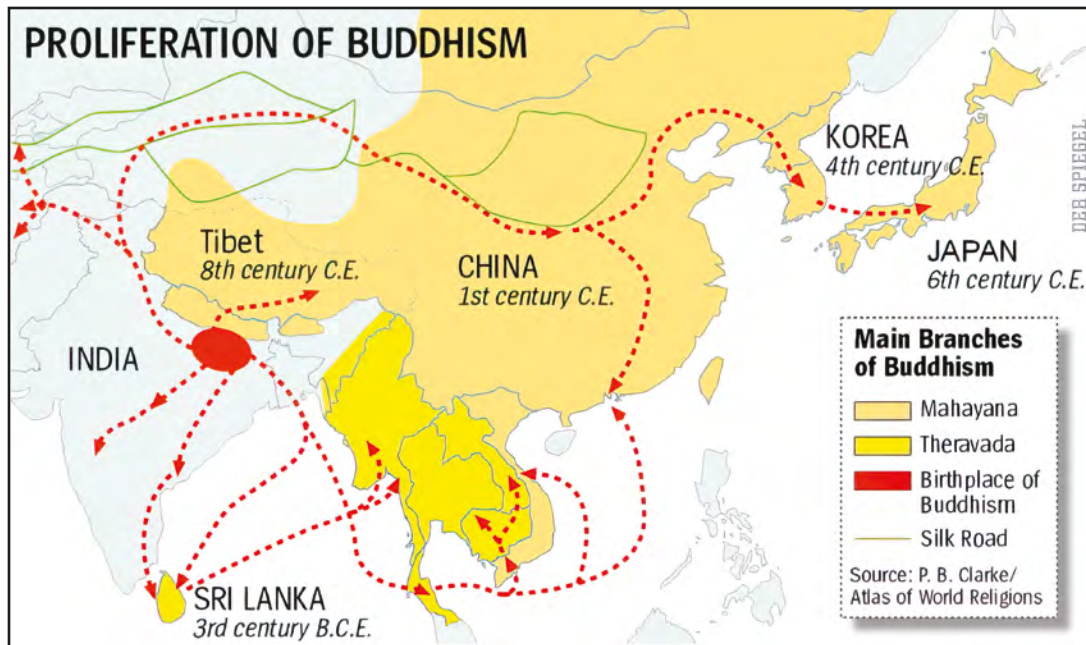 PROLIFERATION OF BUDDHISM
KOREA
4th century C.E.
DER SPIEGEL
Tibet
8th century C.E.
CHINA
1st century C.E.
JAPAN
6th century C.E.
INDIA
SRI LANKA
3rd century B.C.E.
Main Branches
of Buddhism
Mahayana
Theravada
Birthplace of
Buddhism
Silk Road
Source: P. B. Clarke/
Atlas of World Religions